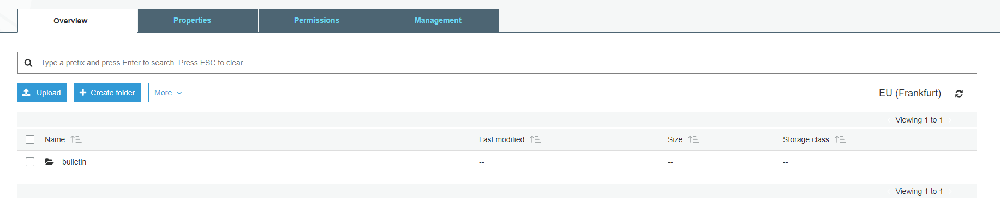 Overview Properties Permissions Management
Type a prefix and press Enter to search. Press ESC to clear.
Upload Create folder More EU (Frankfurt)
Viewing 1 to 1
Name Last modified Size Storage class
bulletin -- -- --
Viewing 1 to 1